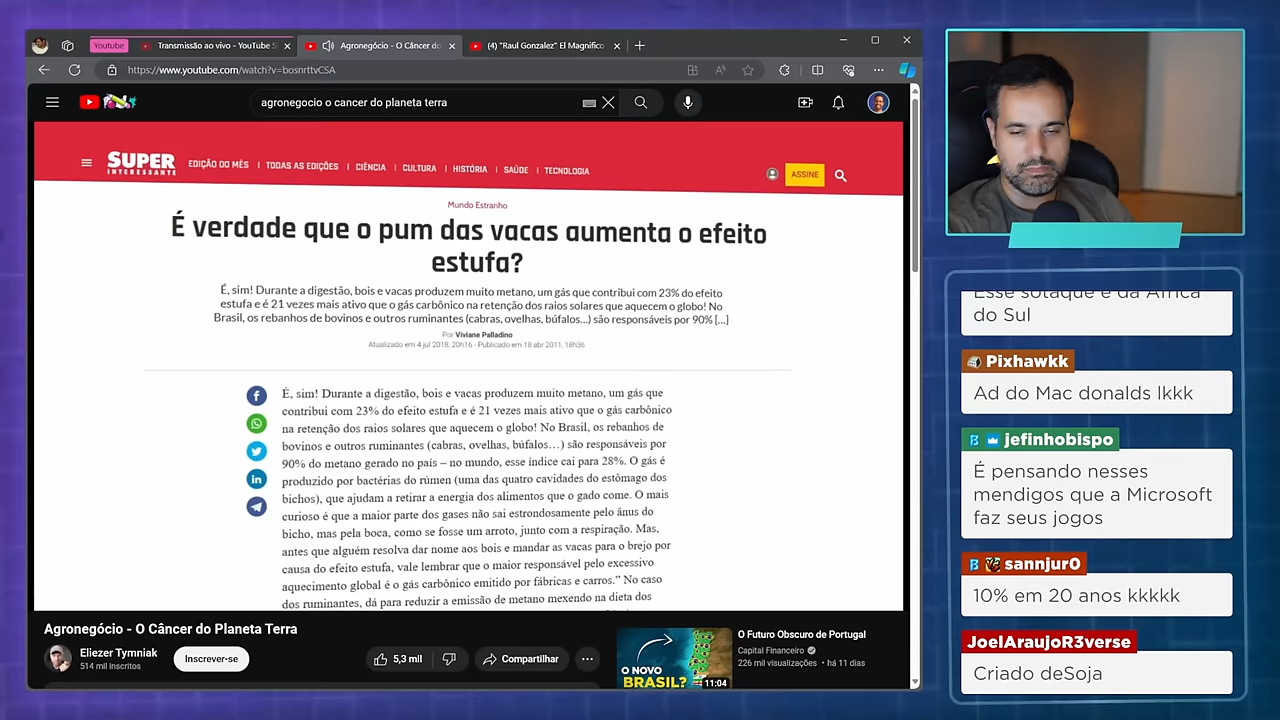 Youtube
Transmissão ao vivo - YouTube S
Agronegócio - O Câncer do
(4) "Raul Gonzalez" El Magnífico
https://www.youtube.com/watch?v=bosnrttvCSA
agronegocio o cancer do planeta terra
SUPER
INTERESSANTE
EDIÇÃO DO MÊS | TODAS AS EDIÇÕES | CIÊNCIA | CULTURA | HISTÓRIA | SAÚDE | TECNOLOGIA
ASSINE
Mundo Estranho
É verdade que o pum das vacas aumenta o efeito
estufa?
É, sim! Durante a digestão, bois e vacas produzem muito metano, um gás que contribui com 23% do efeito
estufa e é 21 vezes mais ativo que o gás carbônico na retenção dos raios solares que aquecem o globo! No
Brasil, os rebanhos de bovinos e outros ruminantes (cabras, ovelhas, búfalos...) são responsáveis por 90% [...]
Por Viviane Palladino
Atualizado em 4 jul 2018, 20h16 - Publicado em 18 abr 2011, 18h36
É, sim! Durante a digestão, bois e vacas produzem muito metano, um gás que
contribui com 23% do efeito estufa e é 21 vezes mais ativo que o gás carbônico
na retenção dos raios solares que aquecem o globo! No Brasil, os rebanhos de
bovinos e outros ruminantes (cabras, ovelhas, búfalos…) são responsáveis por
90% do metano gerado no país – no mundo, esse índice cai para 28%. O gás é
produzido por bactérias do rúmen (uma das quatro cavidades do estômago dos
bichos), que ajudam a retirar a energia dos alimentos que o gado come. O mais
curioso é que a maior parte dos gases não sai estrondosamente pelo ânus do
bicho, mas pela boca, como se fosse um arroto, junto com a respiração. Mas,
antes que alguém resolva dar nome aos bois e mandar as vacas para o brejo por
causa do efeito estufa, vale lembrar que o maior responsável pelo excessivo
aquecimento global é o gás carbônico emitido por fábricas e carros.” No caso
dos ruminantes, dá para reduzir a emissão de metano mexendo na dieta dos
Agronegócio - O Câncer do Planeta Terra
Eliezer Tymniak
514 mil inscritos
Inscrever-se
5,3 mil
Compartilhar
O NOVO
BRASIL?
11:04
O Futuro Obscuro de Portugal
Capital Financeiro
226 mil visualizações • há 11 dias
Esse sotaque é da África
do Sul
Pixhawkk
Ad do Mac donalds lkkk
jefinhobispo
É pensando nesses
mendigos que a Microsoft
faz seus jogos
sannjur0
10% em 20 anos kkkkk
JoelAraujoR3verse
Criado deSoja